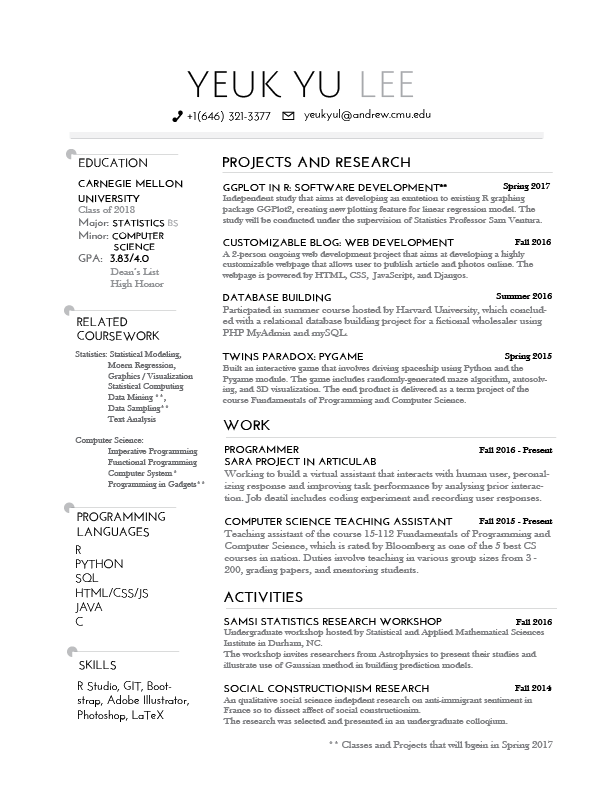 YEUK YU LEE
+1(646) 321-3377 yeukyul@andrew.cmu.edu
EDUCATION
CARNEGIE MELLON
UNIVERSITY
Class of 2018
Major: STATISTICS BS
Minor: COMPUTER
SCIENCE
GPA: 3.83/4.0
Dean's List
High Honor
RELATED
COURSEWORK
Statistics: Statistical Modeling,
Moern Regression,
Graphics / Visualization
Statistical Computing
Data Mining **,
Data Sampling**
Text Analysis
Computer Science:
Imperative Programming
Functional Programming
Computer System*
Programming in Gadgets**
PROGRAMMING
LANGUAGES
R
PYTHON
SQL
HTML/CSS/JS
JAVA
C
SKILLS
R Studio, GIT, Boot-
strap, Adobe Illustrator,
Photoshop, LaTeX
PROJECTS AND RESEARCH
GGPLOT IN R: SOFTWARE DEVELOPMENT** Spring 2017
Independent study that aims at developing an exntetion to existing R graphing
package GGPlot2, creating new plotting feature for linear regression model. The
study will be conducted under the supervision of Statistics Professor Sam Ventura.
CUSTOMIZABLE BLOG: WEB DEVELOPMENT Fall 2016
A 2-person ongoing web development project that aims at developing a highly
customizable webpage that allows user to publish article and photos online. The
webpage is powered by HTML, CSS, JavaScript, and Djangos.
DATABASE BUILDING Summer 2016
Particpated in summer course hosted by Harvard University, which conclud-
ed with a relational database building project for a fictional wholesaler using
PHP MyAdmin and mySQL.
TWINS PARADOX: PYGAME Spring 2015
Built an interactive game that involves driving spaceship using Python and the
Pygame module. The game includes randomly-generated maze algorithm, autosolv-
ing, and 3D visualization. The end product is delivered as a term project of the
course Fundamentals of Programming and Computer Science.
WORK
PROGRAMMER Fall 2016 - Present
SARA PROJECT IN ARTICULAB
Working to build a virtual assistant that interacts with human user, peronal-
izing response and improving task performance by analysing prior interac-
tion. Job deatil includes coding experiment and recording user responses.
COMPUTER SCIENCE TEACHING ASSISTANT Fall 2015 - Present
Teaching assistant of the course 15-112 Fundamentals of Programming and
Computer Science, which is rated by Bloomberg as one of the 5 best CS
courses in nation. Duties involve teaching in various group sizes from 3 -
200, grading papers, and mentoring students.
ACTIVITIES
SAMSI STATISTICS RESEARCH WORKSHOP Fall 2016
Undergraduate workshop hosted by Statistical and Applied Mathematical Sciences
Institute in Durham, NC.
The workshop invites researchers from Astrophysics to present their studies and
illustrate use of Gaussian method in building prediction models.
SOCIAL CONSTRUCTIONISM RESEARCH Fall 2014
An qualitative social science indepdent research on anti-immigrant sentiment in
France so to dissect affect of social constructionim.
The research was selected and presented in an undergraduate colloqium.
** Classes and Projects that will bgein in Spring 2017